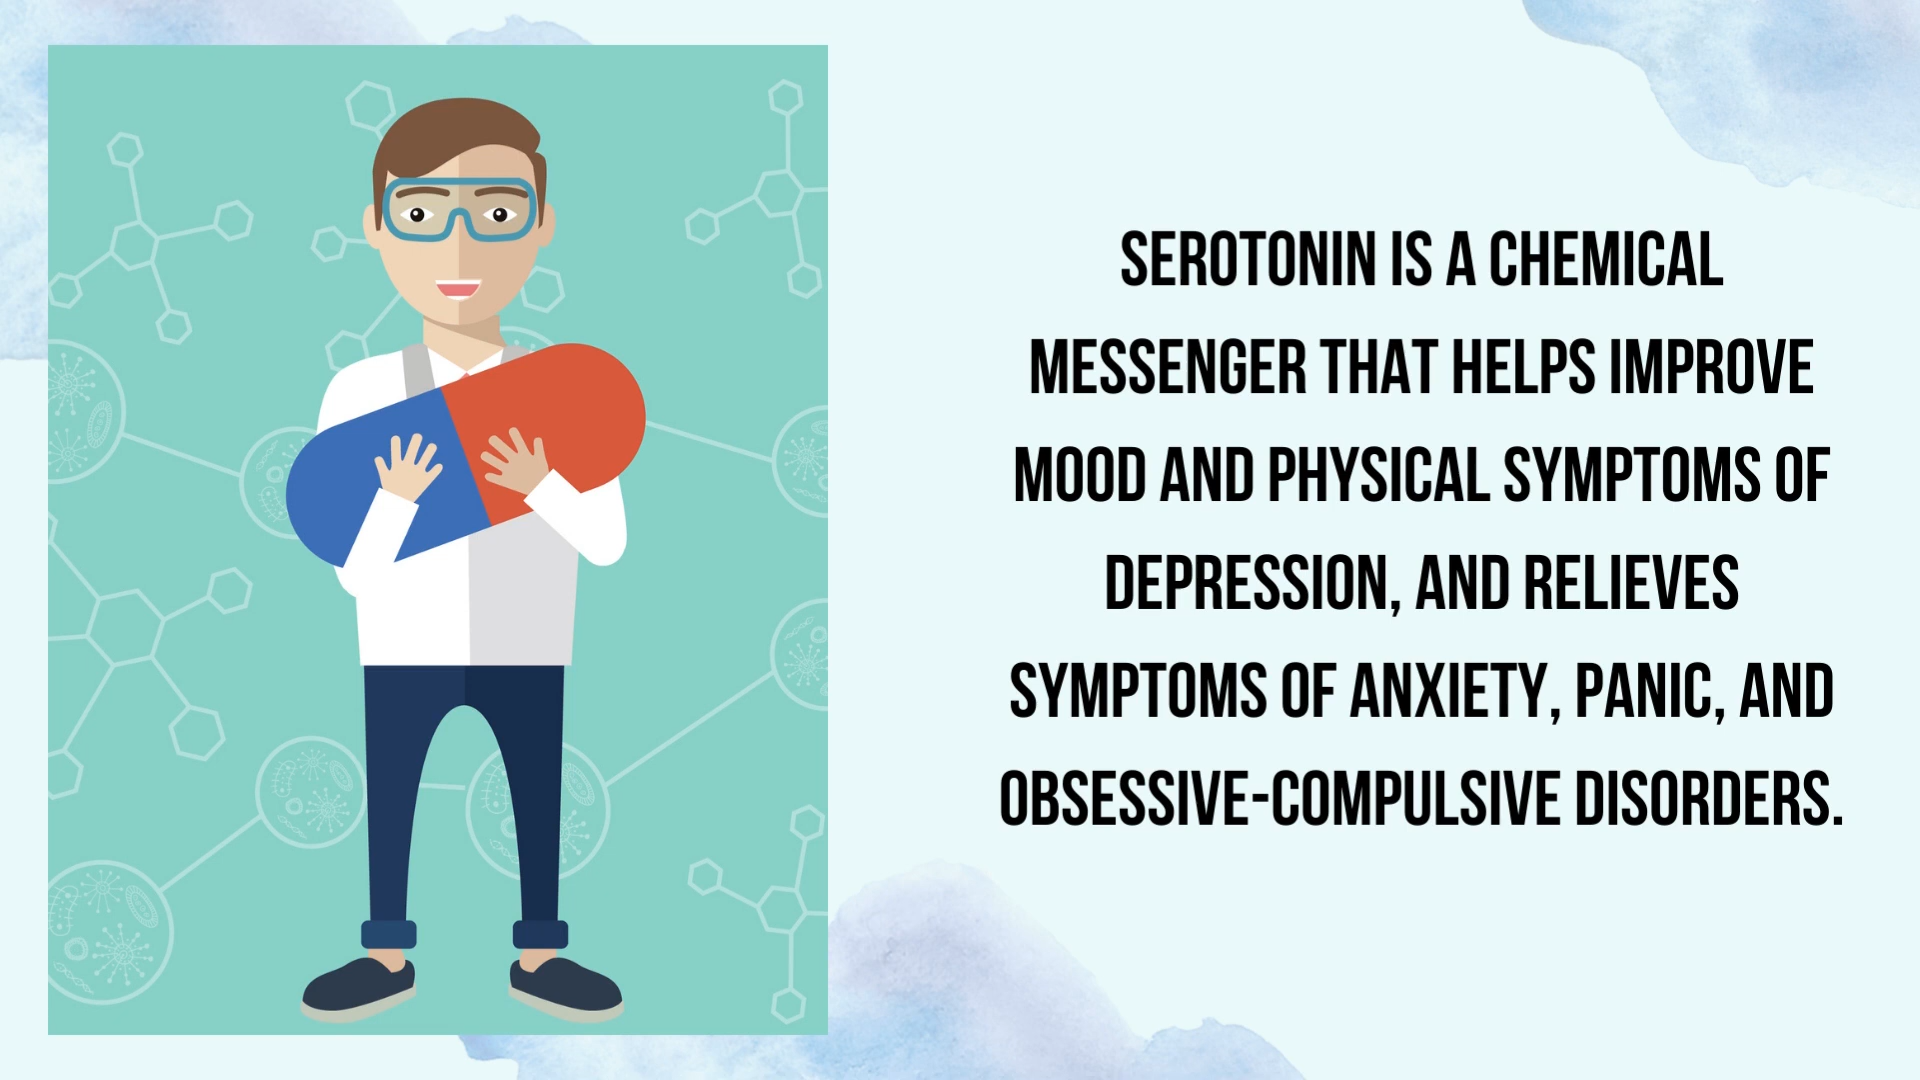 SEROTONIN IS A CHEMICAL
MESSENGER THAT HELPS IMPROVE
MOOD AND PHYSICAL SYMPTOMS OF
DEPRESSION, AND RELIEVES
SYMPTOMS OF ANXIETY, PANIC, AND
OBSESSIVE-COMPULSIVE DISORDERS.